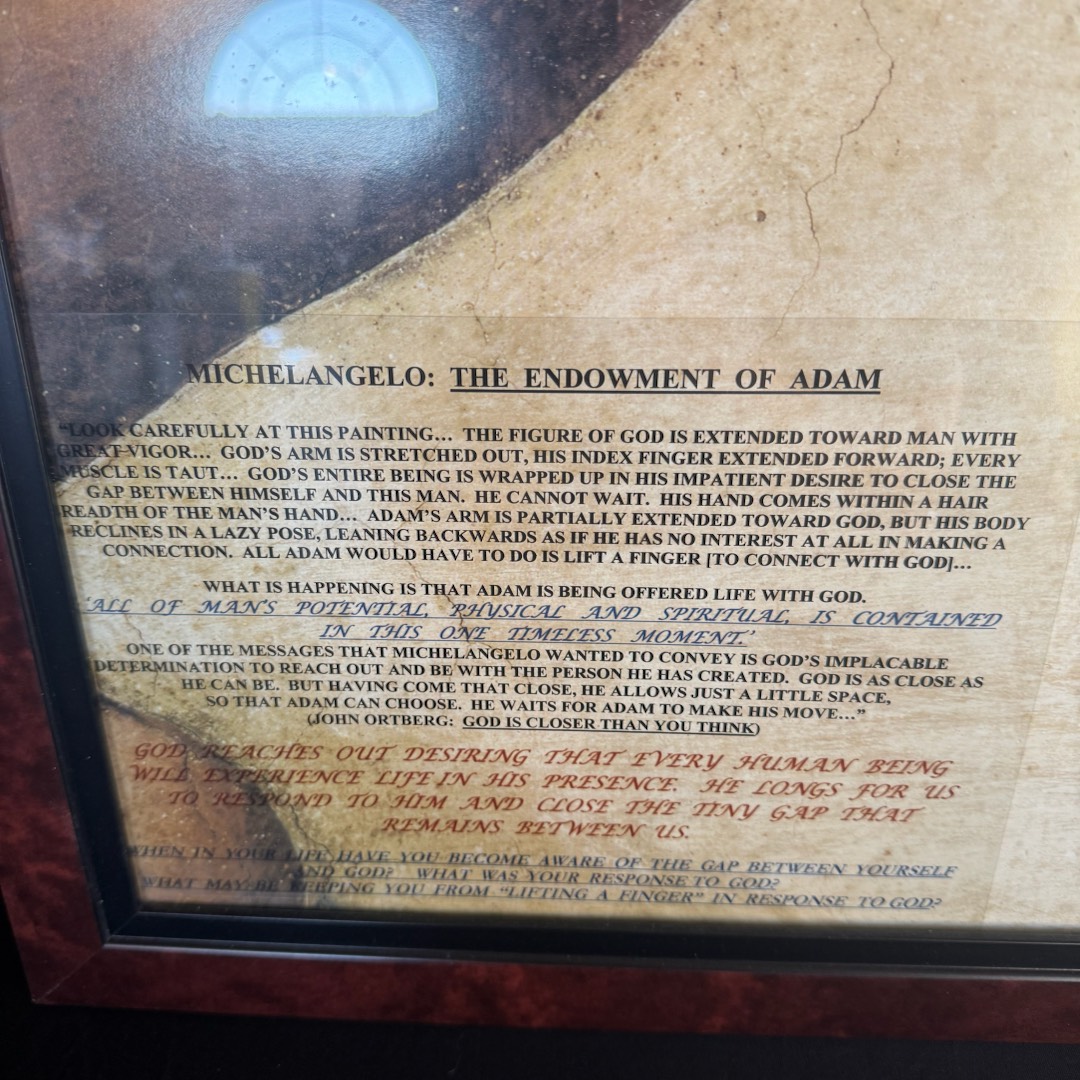 MICHELANGELO: THE ENDOWMENT OF ADAM
“LOOK CAREFULLY AT THIS PAINTING… THE FIGURE OF GOD IS EXTENDED TOWARD MAN WITH
GREAT VIGOR… GOD’S ARM IS STRETCHED OUT, HIS INDEX FINGER EXTENDED FORWARD; EVERY
MUSCLE IS TAUT… GOD’S ENTIRE BEING IS WRAPPED UP IN HIS IMPATIENT DESIRE TO CLOSE THE
GAP BETWEEN HIMSELF AND THIS MAN. HE CANNOT WAIT. HIS HAND COMES WITHIN A HAIR
BREADTH OF THE MAN’S HAND… ADAM’S ARM IS PARTIALLY EXTENDED TOWARD GOD, BUT HIS BODY
RECLINES IN A LAZY POSE, LEANING BACKWARDS AS IF HE HAS NO INTEREST AT ALL IN MAKING A
CONNECTION. ALL ADAM WOULD HAVE TO DO IS LIFT A FINGER [TO CONNECT WITH GOD]…
WHAT IS HAPPENING IS THAT ADAM IS BEING OFFERED LIFE WITH GOD.
‘ALL OF MAN’S POTENTIAL, PHYSICAL AND SPIRITUAL, IS CONTAINED
IN THIS ONE TIMELESS MOMENT.’
ONE OF THE MESSAGES THAT MICHELANGELO WANTED TO CONVEY IS GOD’S IMPLACABLE
DETERMINATION TO REACH OUT AND BE WITH THE PERSON HE HAS CREATED. GOD IS AS CLOSE AS
HE CAN BE. BUT HAVING COME THAT CLOSE, HE ALLOWS JUST A LITTLE SPACE,
SO THAT ADAM CAN CHOOSE. HE WAITS FOR ADAM TO MAKE HIS MOVE…”
(JOHN ORTBERG: GOD IS CLOSER THAN YOU THINK)
GOD REACHES OUT DESIRING THAT EVERY HUMAN BEING
WILL EXPERIENCE LIFE IN HIS PRESENCE. HE LONGS FOR US
TO RESPOND TO HIM AND CLOSE THE TINY GAP THAT
REMAINS BETWEEN US.
WHEN IN YOUR LIFE HAVE YOU BECOME AWARE OF THE GAP BETWEEN YOURSELF
AND GOD? WHAT WAS YOUR RESPONSE TO GOD?
WHAT MAY BE KEEPING YOU FROM “LIFTING A FINGER” IN RESPONSE TO GOD?